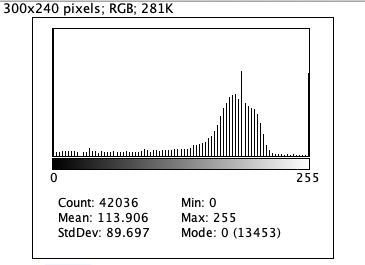 300x240 pixels; RGB; 281K
0 255
Count: 42036 Min: 0
Mean: 113.906 Max: 255
StdDev: 89.697 Mode: 0 (13453)